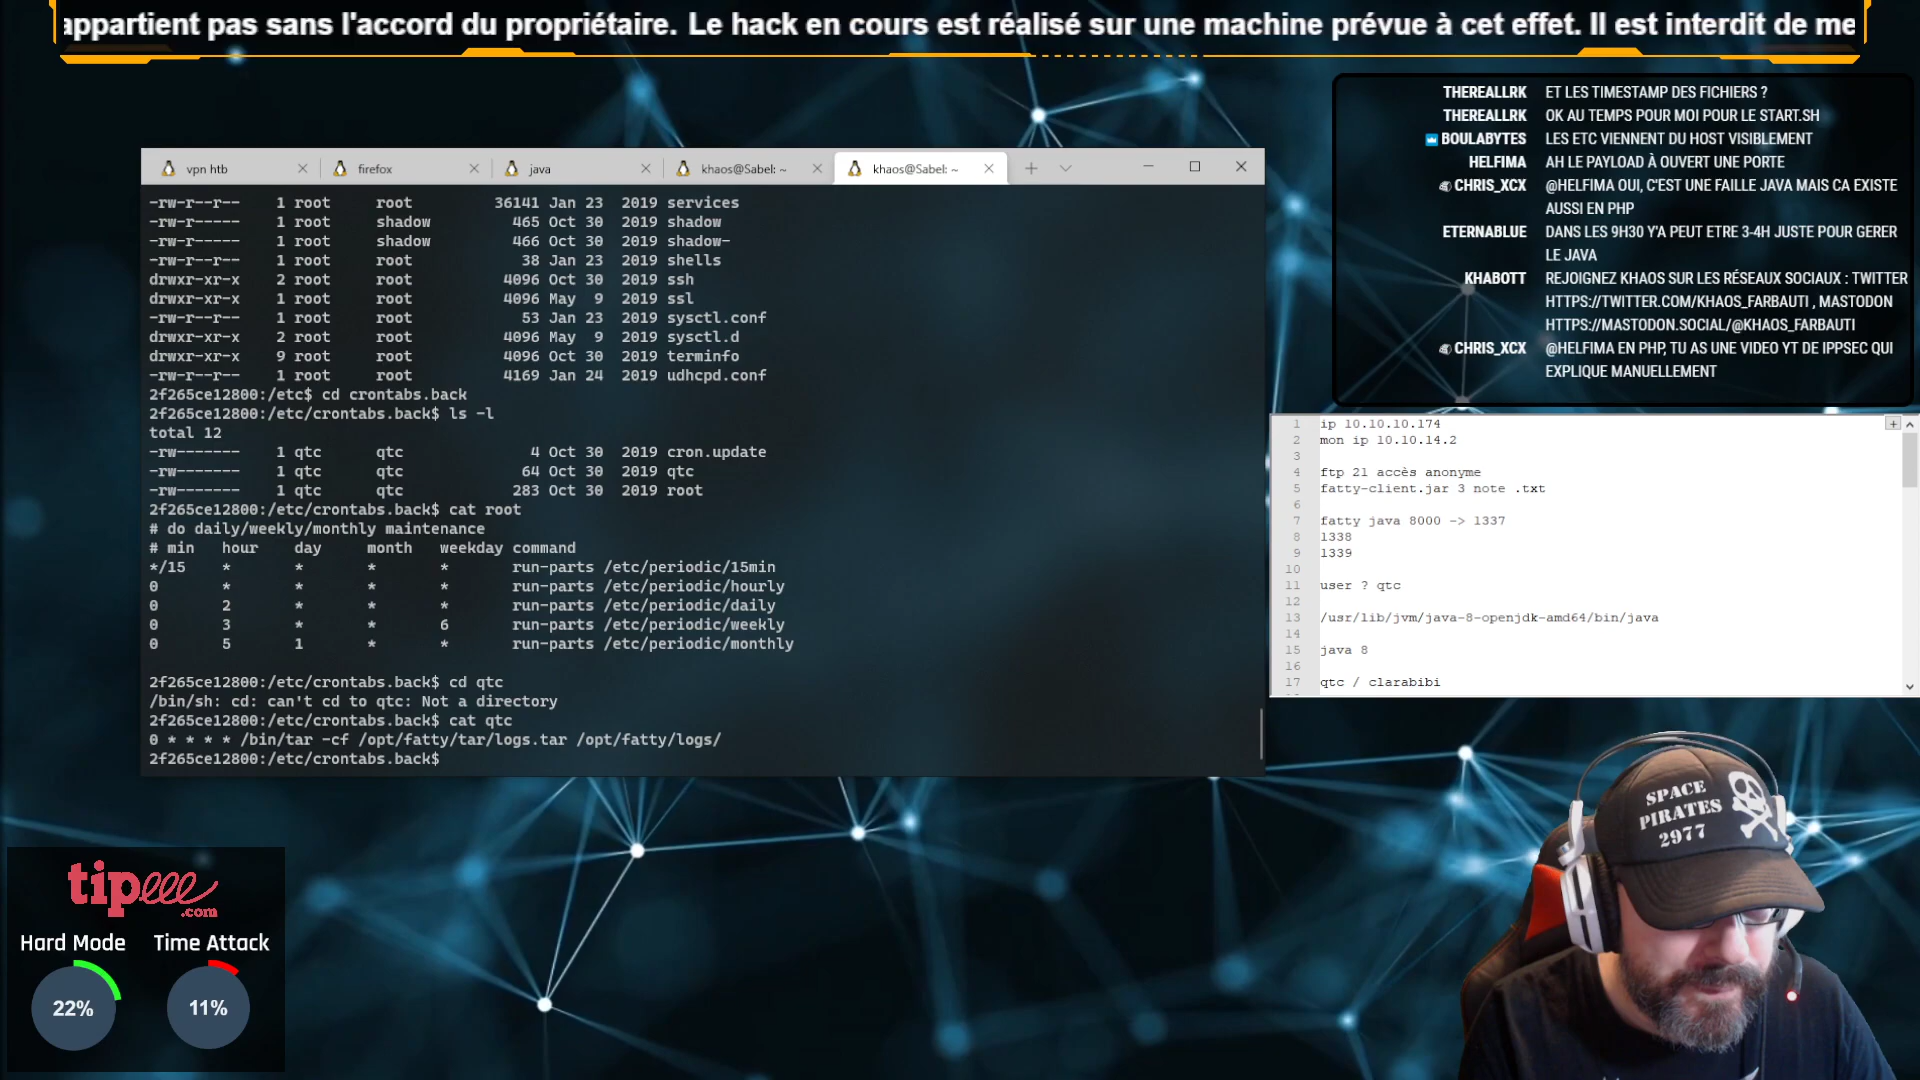 appartient pas sans l'accord du propriétaire. Le hack en cours est réalisé sur une machine prévue à cet effet. Il est interdit de me
vpn htb
firefox
java
khaos@Sabel: ~
khaos@Sabel: ~
-rw-r--r-- 1 root root 36141 Jan 23 2019 services
-rw-r----- 1 root shadow 465 Oct 30 2019 shadow
-rw-r----- 1 root shadow 466 Oct 30 2019 shadow-
-rw-r--r-- 1 root root 38 Jan 23 2019 shells
drwxr-xr-x 2 root root 4096 Oct 30 2019 ssh
drwxr-xr-x 1 root root 4096 May 9 2019 ssl
-rw-r--r-- 1 root root 53 Jan 23 2019 sysctl.conf
drwxr-xr-x 2 root root 4096 May 9 2019 sysctl.d
drwxr-xr-x 9 root root 4096 Oct 30 2019 terminfo
-rw-r--r-- 1 root root 4169 Jan 24 2019 udhcpd.conf
2f265ce12800:/etc$ cd crontabs.back
2f265ce12800:/etc/crontabs.back$ ls -l
total 12
-rw------- 1 qtc qtc 4 Oct 30 2019 cron.update
-rw------- 1 qtc qtc 64 Oct 30 2019 qtc
-rw------- 1 qtc qtc 283 Oct 30 2019 root
2f265ce12800:/etc/crontabs.back$ cat root
# do daily/weekly/monthly maintenance
# min hour day month weekday command
*/15 * * * * run-parts /etc/periodic/15min
0 * * * * run-parts /etc/periodic/hourly
0 2 * * * run-parts /etc/periodic/daily
0 3 * * 6 run-parts /etc/periodic/weekly
0 5 1 * * run-parts /etc/periodic/monthly
2f265ce12800:/etc/crontabs.back$ cd qtc
/bin/sh: cd: can't cd to qtc: Not a directory
2f265ce12800:/etc/crontabs.back$ cat qtc
0 * * * * /bin/tar -cf /opt/fatty/tar/logs.tar /opt/fatty/logs/
2f265ce12800:/etc/crontabs.back$
THEREALLRK ET LES TIMESTAMP DES FICHIERS ?
THEREALLRK OK AU TEMPS POUR MOI POUR LE START.SH
BOULABYTES LES ETC VIENNENT DU HOST VISIBLEMENT
HELFIMA AH LE PAYLOAD À OUVERT UNE PORTE
CHRIS_XCX @HELFIMA OUI, C'EST UNE FAILLE JAVA MAIS CA EXISTE
AUSSI EN PHP
ETERNABLUE DANS LES 9H30 Y'A PEUT ETRE 3-4H JUSTE POUR GERER
LE JAVA
KHABOTT REJOIGNEZ KHAOS SUR LES RÉSEAUX SOCIAUX : TWITTER
HTTPS://TWITTER.COM/KHAOS_FARBAUTI , MASTODON
HTTPS://MASTODON.SOCIAL/@KHAOS_FARBAUTI
CHRIS_XCX @HELFIMA EN PHP, TU AS UNE VIDEO YT DE IPPSEC QUI
EXPLIQUE MANUELLEMENT
1 ip 10.10.10.174
2 mon ip 10.10.14.2
3
4 ftp 21 accès anonyme
5 fatty-client.jar 3 note .txt
6
7 fatty java 8000 -> 1337
8 1338
9 1339
10
11 user ? qtc
12
13 /usr/lib/jvm/java-8-openjdk-amd64/bin/java
14
15 java 8
16
17 qtc / clarabibi
SPACE
PIRATES
2977
tipeee
.com
Hard Mode Time Attack
22% 11%